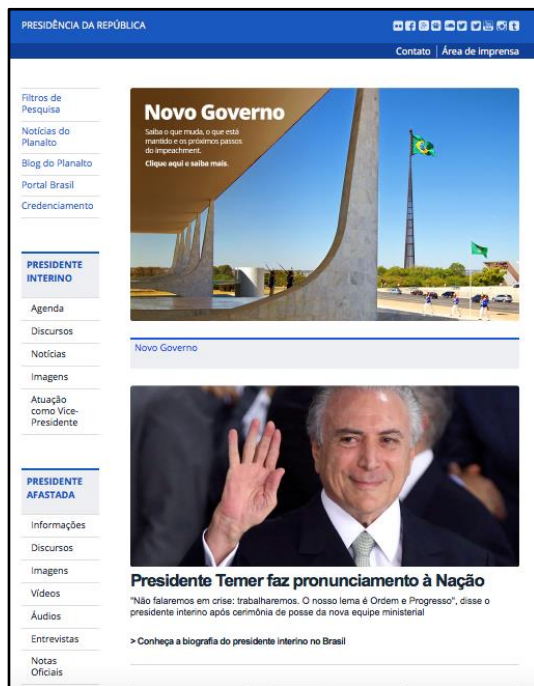 PRESIDÊNCIA DA REPÚBLICA
Contato | Área de imprensa
Filtros de
Pesquisa
Notícias do
Planalto
Blog do Planalto
Portal Brasil
Credenciamento
PRESIDENTE
INTERINO
Agenda
Discursos
Notícias
Imagens
Atuação
como Vice-
Presidente
PRESIDENTE
AFASTADA
Informações
Discursos
Imagens
Vídeos
Áudios
Entrevistas
Notas
Oficiais
Novo Governo
Saiba o que muda, o que está
mantido e os próximos passos
do impeachment.
Clique aqui e saiba mais.
Novo Governo
Presidente Temer faz pronunciamento à Nação
"Não falaremos em crise: trabalharemos. O nosso lema é Ordem e Progresso", disse o
presidente interino após cerimônia de posse da nova equipe ministerial
> Conheça a biografia do presidente interino no Brasil